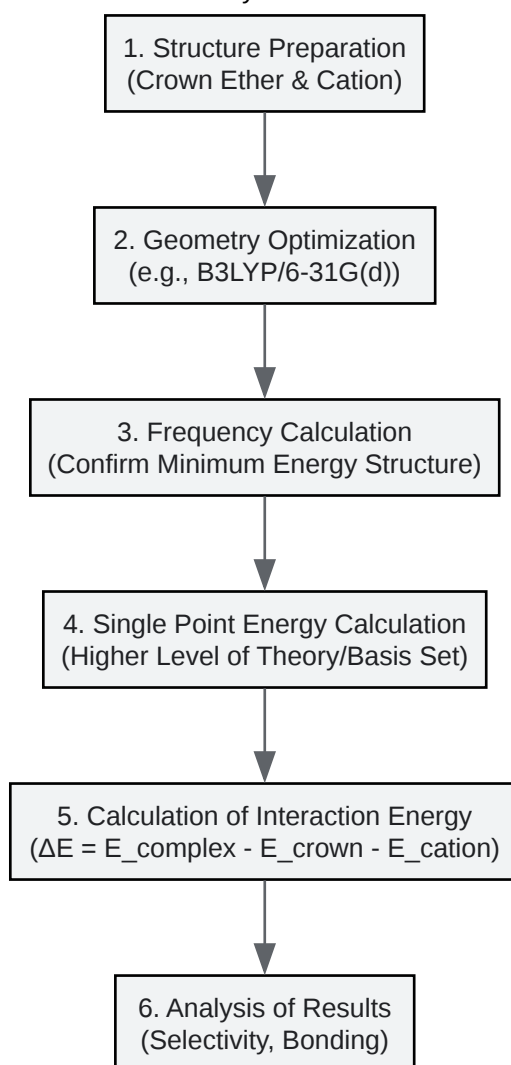 1. Structure Preparation
(Crown Ether & Cation)
2. Geometry Optimization
(e.g., B3LYP/6-31G(d))
3. Frequency Calculation
(Confirm Minimum Energy Structure)
4. Single Point Energy Calculation
(Higher Level of Theory/Basis Set)
5. Calculation of Interaction Energy
(ΔE = E_complex - E_crown - E_cation)
6. Analysis of Results
(Selectivity, Bonding)